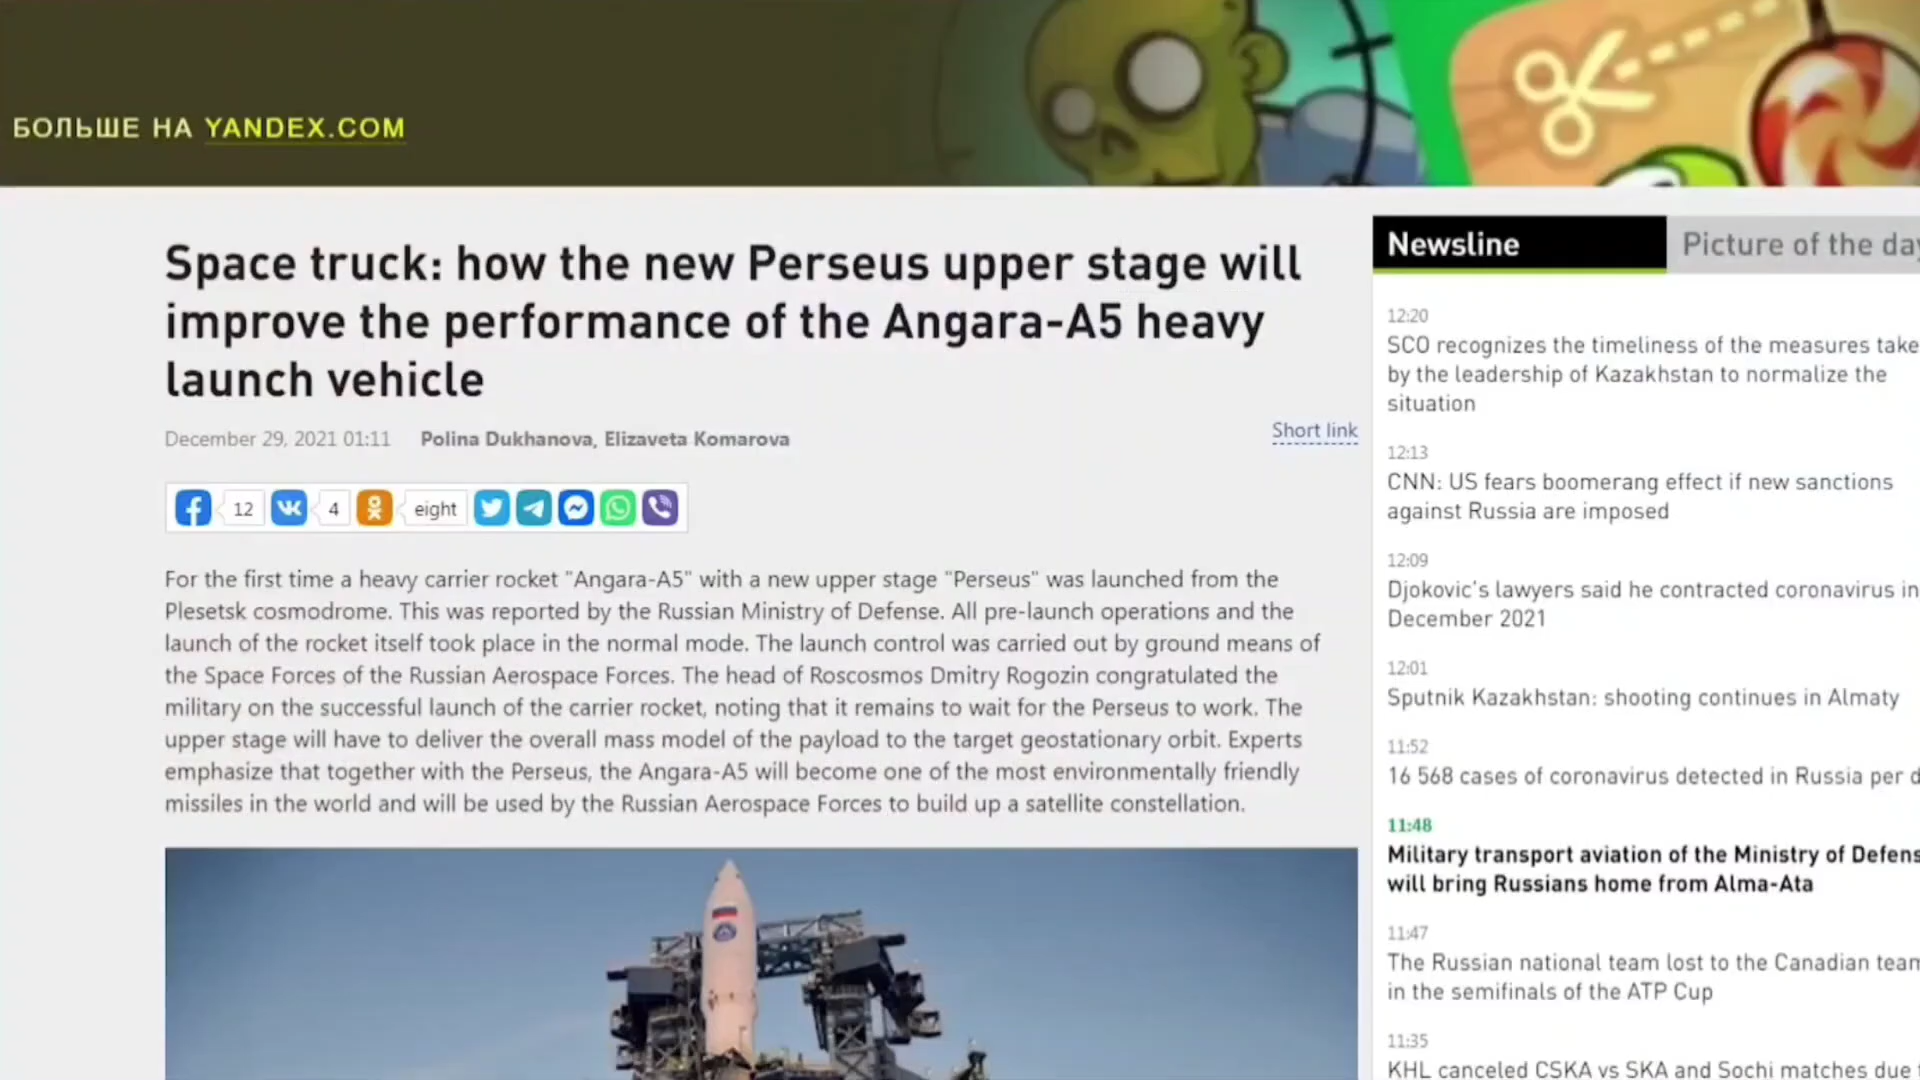 БОЛЬШЕ НА YANDEX.COM
Space truck: how the new Perseus upper stage will
improve the performance of the Angara-A5 heavy
launch vehicle
December 29, 2021 01:11 Polina Dukhanova, Elizaveta Komarova
Short link
12 4 eight
For the first time a heavy carrier rocket "Angara-A5" with a new upper stage "Perseus" was launched from the
Plesetsk cosmodrome. This was reported by the Russian Ministry of Defense. All pre-launch operations and the
launch of the rocket itself took place in the normal mode. The launch control was carried out by ground means of
the Space Forces of the Russian Aerospace Forces. The head of Roscosmos Dmitry Rogozin congratulated the
military on the successful launch of the carrier rocket, noting that it remains to wait for the Perseus to work. The
upper stage will have to deliver the overall mass model of the payload to the target geostationary orbit. Experts
emphasize that together with the Perseus, the Angara-A5 will become one of the most environmentally friendly
missiles in the world and will be used by the Russian Aerospace Forces to build up a satellite constellation.
Newsline
Picture of the day
12:20
SCO recognizes the timeliness of the measures take
by the leadership of Kazakhstan to normalize the
situation
12:13
CNN: US fears boomerang effect if new sanctions
against Russia are imposed
12:09
Djokovic's lawyers said he contracted coronavirus in
December 2021
12:01
Sputnik Kazakhstan: shooting continues in Almaty
11:52
16 568 cases of coronavirus detected in Russia per d
11:48
Military transport aviation of the Ministry of Defens
will bring Russians home from Alma-Ata
11:47
The Russian national team lost to the Canadian team
in the semifinals of the ATP Cup
11:35
KHL canceled CSKA vs SKA and Sochi matches due